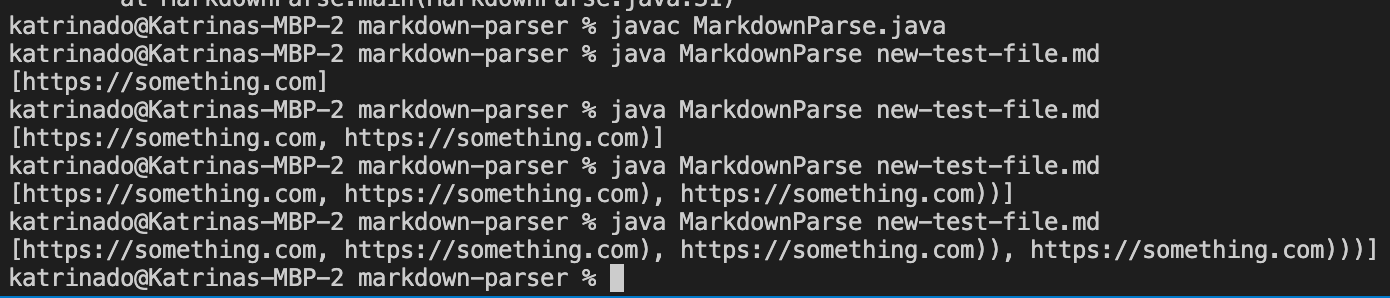 at MarkdownParse.main(MarkdownParse.java:31)
katrinado@Katrinas-MBP-2 markdown-parser % javac MarkdownParse.java
katrinado@Katrinas-MBP-2 markdown-parser % java MarkdownParse new-test-file.md
[https://something.com]
katrinado@Katrinas-MBP-2 markdown-parser % java MarkdownParse new-test-file.md
[https://something.com, https://something.com)]
katrinado@Katrinas-MBP-2 markdown-parser % java MarkdownParse new-test-file.md
[https://something.com, https://something.com), https://something.com))]
katrinado@Katrinas-MBP-2 markdown-parser % java MarkdownParse new-test-file.md
[https://something.com, https://something.com), https://something.com)), https://something.com)))]
katrinado@Katrinas-MBP-2 markdown-parser %